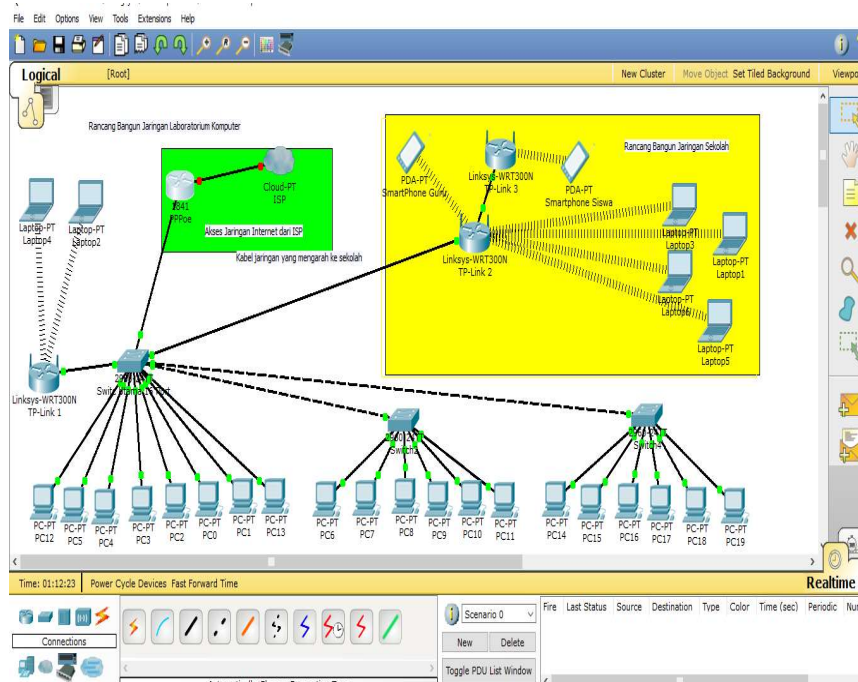 File Edit Options View Tools Extensions Help
Logical [Root] New Cluster Move Object Set Tiled Background Viewpo
Rancang Bangun Jaringan Laboratorium Komputer
Rancang Bangun Jaringan Sekolah
Cloud-PT
ISP
1841
PPPoe
Akses Jaringan Internet dari ISP
Kabel jaringan yang mengarah ke sekolah
PDA-PT
SmartPhone Guru
Linksys-WRT300N
TP-Link 3
PDA-PT
Smartphone Siswa
Linksys-WRT300N
TP-Link 2
Laptop-PT
Laptop3
Laptop-PT
Laptop1
Laptop-PT
Laptop6
Laptop-PT
Laptop5
Laptop-PT
Laptop4
Laptop-PT
Laptop2
Linksys-WRT300N
TP-Link 1
Port
Switch2
Switch4
PC-PT
PC12
PC-PT
PC5
PC-PT
PC4
PC-PT
PC3
PC-PT
PC2
PC-PT
PC0
PC-PT
PC1
PC-PT
PC13
PC-PT
PC6
PC-PT
PC7
PC-PT
PC8
PC-PT
PC9
PC-PT
PC10
PC-PT
PC11
PC-PT
PC14
PC-PT
PC15
PC-PT
PC16
PC-PT
PC17
PC-PT
PC18
PC-PT
PC19
Time: 01:12:23 Power Cycle Devices Fast Forward Time Realtime
Connections
Scenario 0
New Delete
Toggle PDU List Window
Fire Last Status Source Destination Type Color Time (sec) Periodic Nu